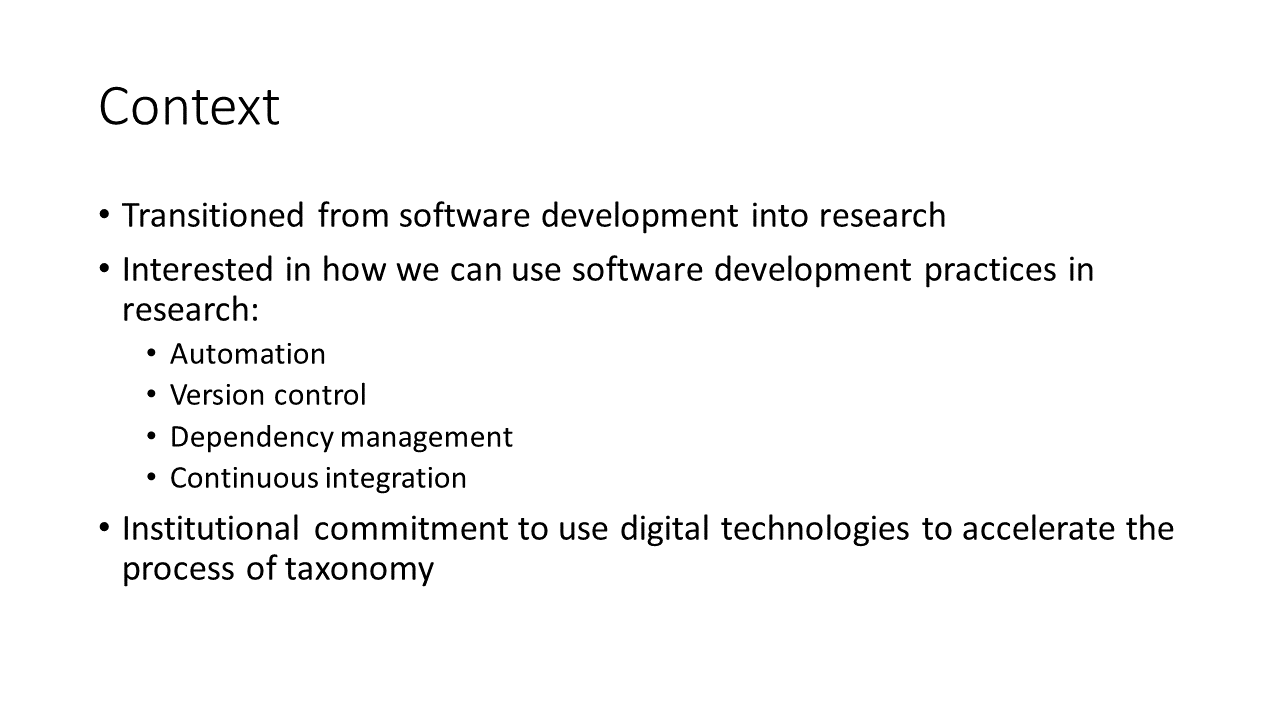 Context
• Transitioned from software development into research
• Interested in how we can use software development practices in
research:
• Automation
• Version control
• Dependency management
• Continuous integration
• Institutional commitment to use digital technologies to accelerate the
process of taxonomy